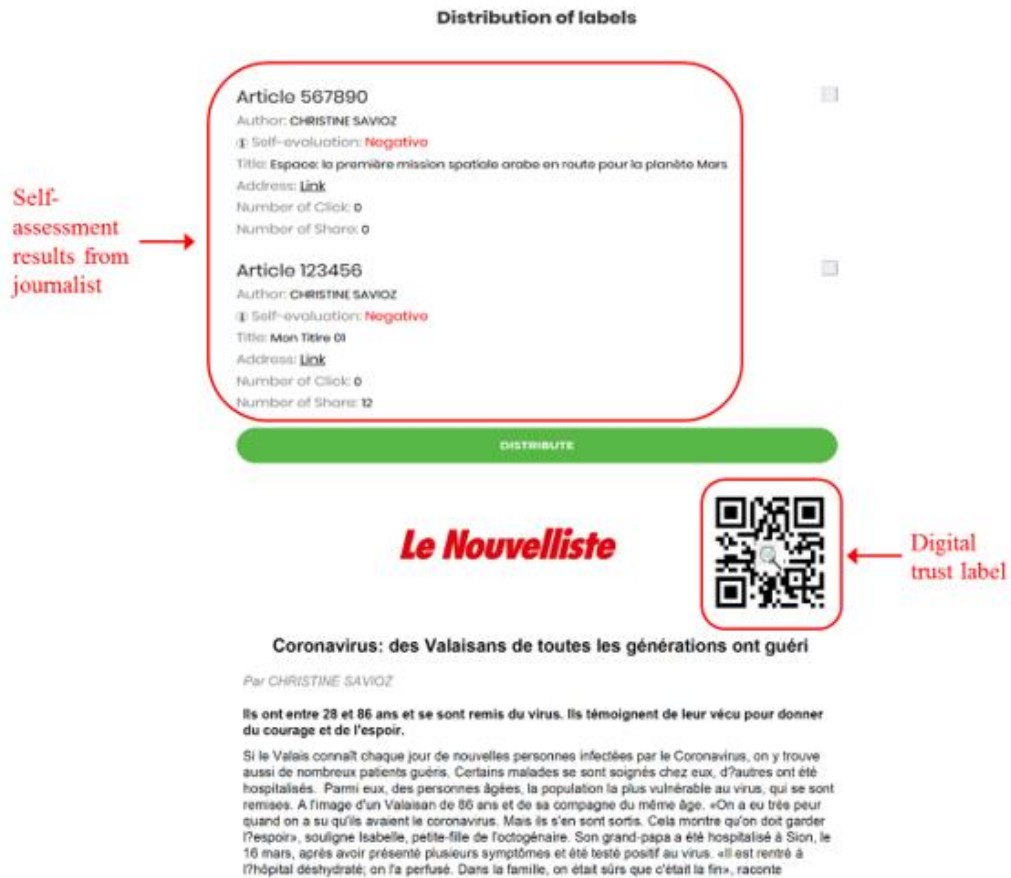 Distribution of labels
Article 567890
Author: CHRISTINE SAVIOZ
Self-evaluation: Negative
Title: Espace: la première mission spatiale arabe en route pour la planète Mars
Address: Link
Number of Click: 0
Number of Share: 0
Self-
assessment
results from
journalist
Article 123456
Author: CHRISTINE SAVIOZ
Self-evaluation: Negative
Title: Mon Titre 01
Address: Link
Number of Click: 0
Number of Share: 12
DISTRIBUTE
Le Nouvelliste
Digital
trust label
Coronavirus: des Valaisans de toutes les générations ont guéri
Par CHRISTINE SAVIOZ
Ils ont entre 28 et 86 ans et se sont remis du virus. Ils témoignent de leur vécu pour donner
du courage et de l'espoir.
Si le Valais connaît chaque jour de nouvelles personnes infectées par le Coronavirus, on y trouve
aussi de nombreux patients guéris. Certains malades se sont soignés chez eux, d?autres ont été
hospitalisés. Parmi eux, des personnes âgées, la population la plus vulnérable au virus, qui se sont
remises. A l'image d'un Valaisan de 86 ans et de sa compagne du même âge. «On a eu très peur
quand on a su qu'ils avaient le coronavirus. Mais ils s'en sont sortis. Cela montre qu'on doit garder
l?espoir», souligne Isabelle, petite-fille de l'octogénaire. Son grand-papa a été hospitalisé à Sion, le
16 mars, après avoir présenté plusieurs symptômes et été testé positif au virus. «Il est rentré à
l?hôpital déshydraté; on l'a perfusé. Dans la famille, on était sûrs que c'était la fin», raconte